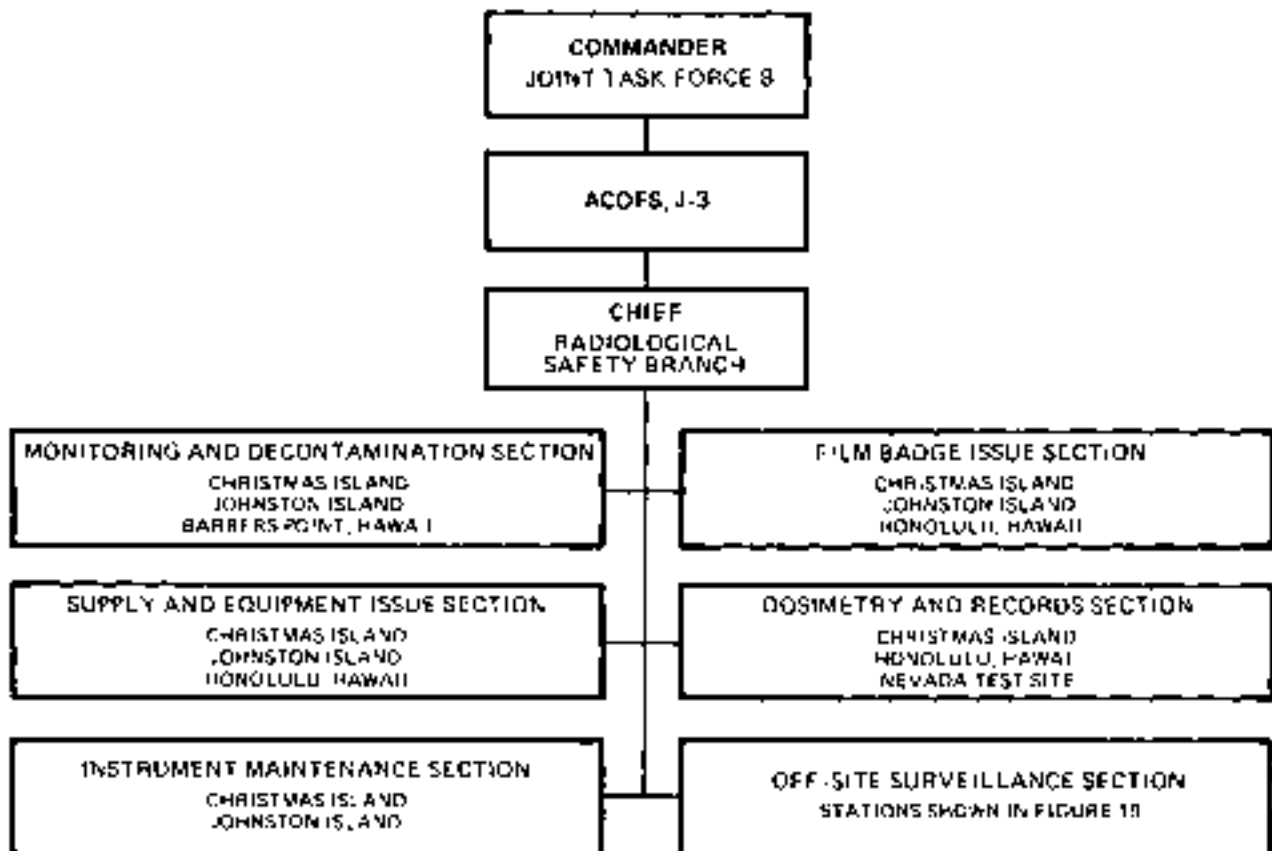 COMMANDER
JOINT TASK FORCE 8
ACOFS, J-3
CHIEF
RADIOLOGICAL
SAFETY BRANCH
MONITORING AND DECONTAMINATION SECTION
CHRISTMAS ISLAND
JOHNSTON ISLAND
BARBERS POINT, HAWAII
FILM BADGE ISSUE SECTION
CHRISTMAS ISLAND
JOHNSTON ISLAND
HONOLULU, HAWAII
SUPPLY AND EQUIPMENT ISSUE SECTION
CHRISTMAS ISLAND
JOHNSTON ISLAND
HONOLULU, HAWAII
DOSIMETRY AND RECORDS SECTION
CHRISTMAS ISLAND
HONOLULU, HAWAII
NEVADA TEST SITE
INSTRUMENT MAINTENANCE SECTION
CHRISTMAS ISLAND
JOHNSTON ISLAND
OFF-SITE SURVEILLANCE SECTION
STATIONS SHOWN IN FIGURE